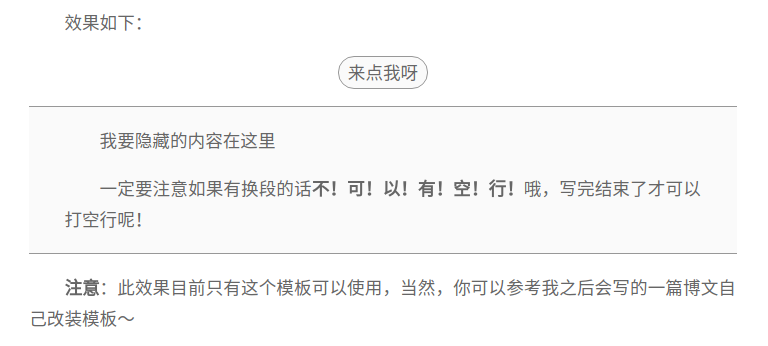 效果如下：
来点我呀
我要隐藏的内容在这里
一定要注意如果有换段的话不！可！以！有！空！行！哦，写完结束了才可以
打空行呢！
注意：此效果目前只有这个模板可以使用，当然，你可以参考我之后会写的一篇博文自
己改装模板～